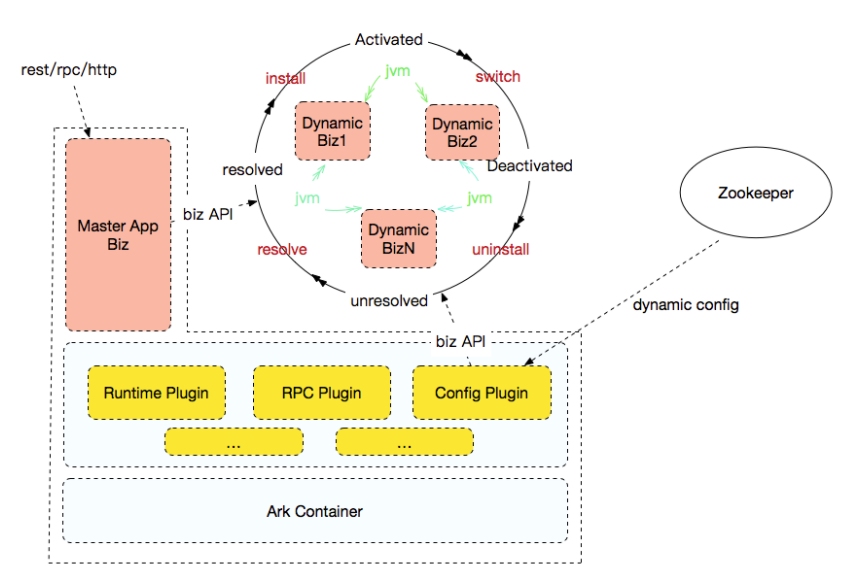 Activated
rest/rpc/http
install
jvm
switch
Dynamic
Biz1
Dynamic
Biz2
resolved
Deactivated
jvm
jvm
Zookeeper
Master App
Biz
biz API
Dynamic
BizN
resolve
uninstall
unresolved
dynamic config
biz API
Runtime Plugin
RPC Plugin
Config Plugin
...
...
Ark Container